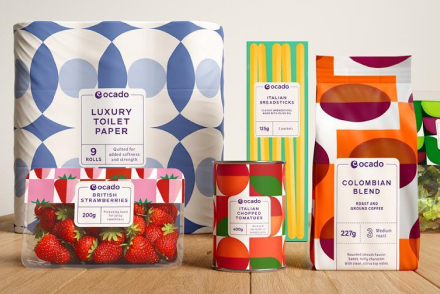 ocado
LUXURY
TOILET
PAPER
9
ROLLS
Quilted for
added softness
and strength
ocado
ITALIAN
BREADSTICKS
125g
ocado
BRITISH
STRAWBERRIES
200g
ocado
ITALIAN
CHOPPED
TOMATOES
400g
ocado
COLOMBIAN
BLEND
ROAST AND
GROUND COFFEE
227g
3
Medium
roast